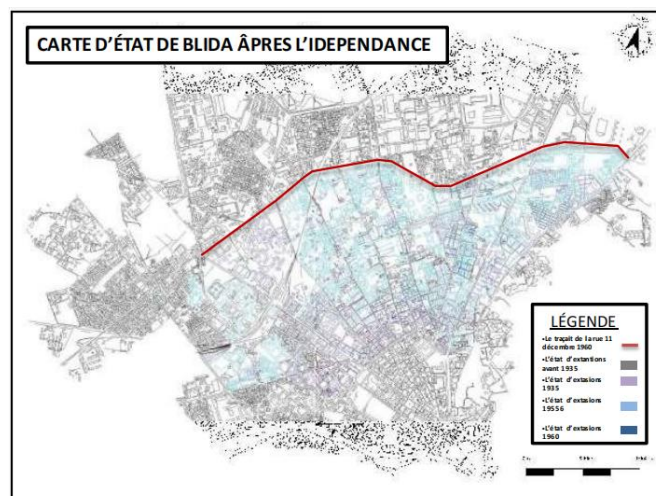 CARTE D'ÉTAT DE BLIDA ÂPRES L'IDEPENDANCE
LÉGENDE
•Le traçait de la rue 11
décembre 1960
•L'état d'extantions
avant 1935
•L'état d'extasions
1935
•L'état d'extasions
19556
•L'état d'extasions
1960